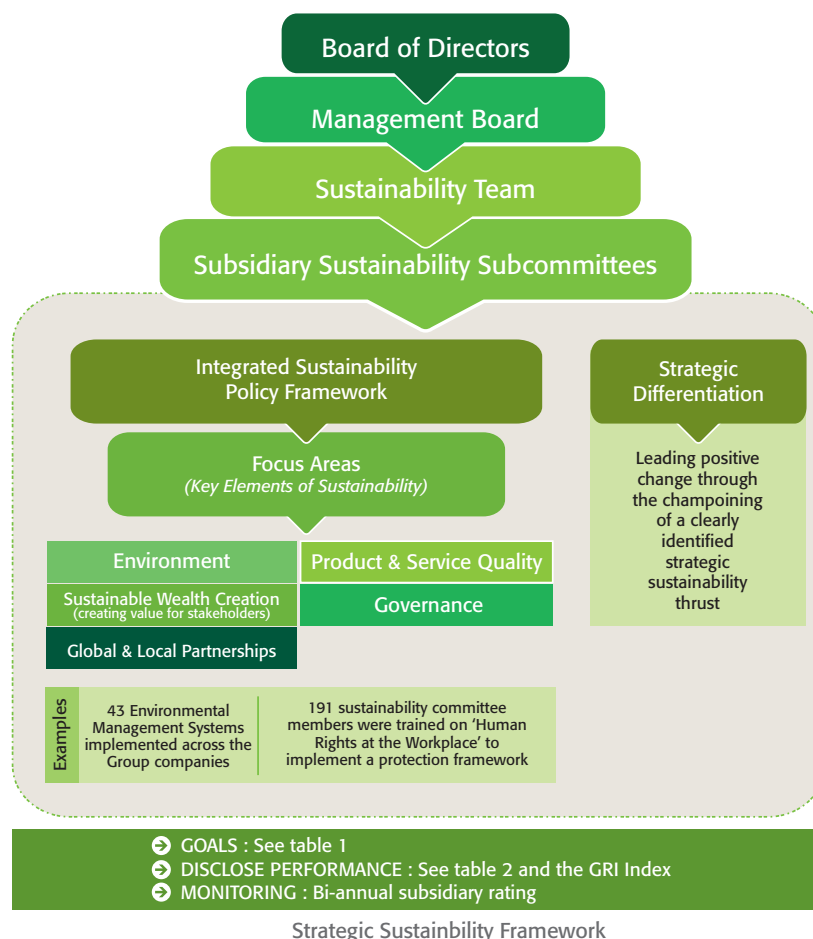 Board of Directors
Management Board
Sustainability Team
Subsidiary Sustainability Subcommittees
Integrated Sustainability
Policy Framework
Focus Areas
(Key Elements of Sustainability)
Environment
Product & Service Quality
Sustainable Wealth Creation
(creating value for stakeholders)
Governance
Global & Local Partnerships
Examples
43 Environmental
Management Systems
implemented across the
Group companies
191 sustainability committee
members were trained on ‘Human
Rights at the Workplace’ to
implement a protection framework
Strategic
Differentiation
Leading positive
change through
the champoining
of a clearly
identified
strategic
sustainability
thrust
GOALS : See table 1
DISCLOSE PERFORMANCE : See table 2 and the GRI Index
MONITORING : Bi-annual subsidiary rating
Strategic Sustainbility Framework